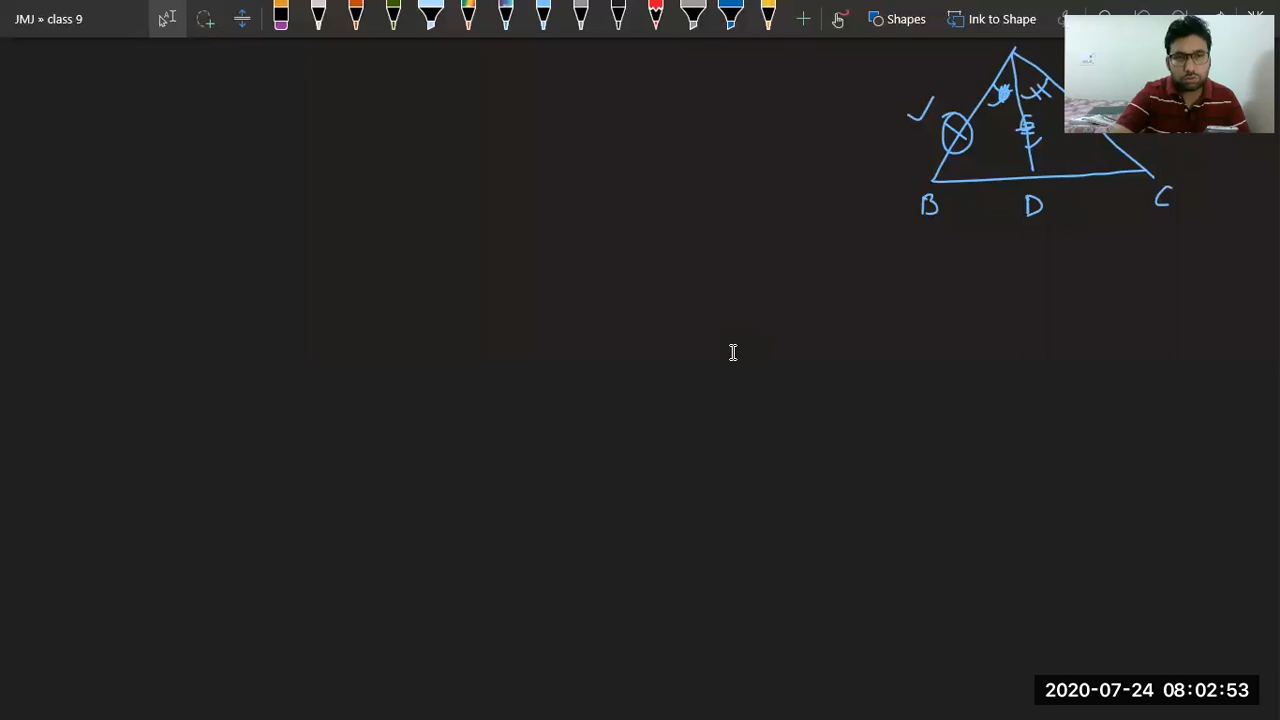 JMJ » class 9
Shapes
Ink to Shape
B D C
2020-07-24 08:02:53